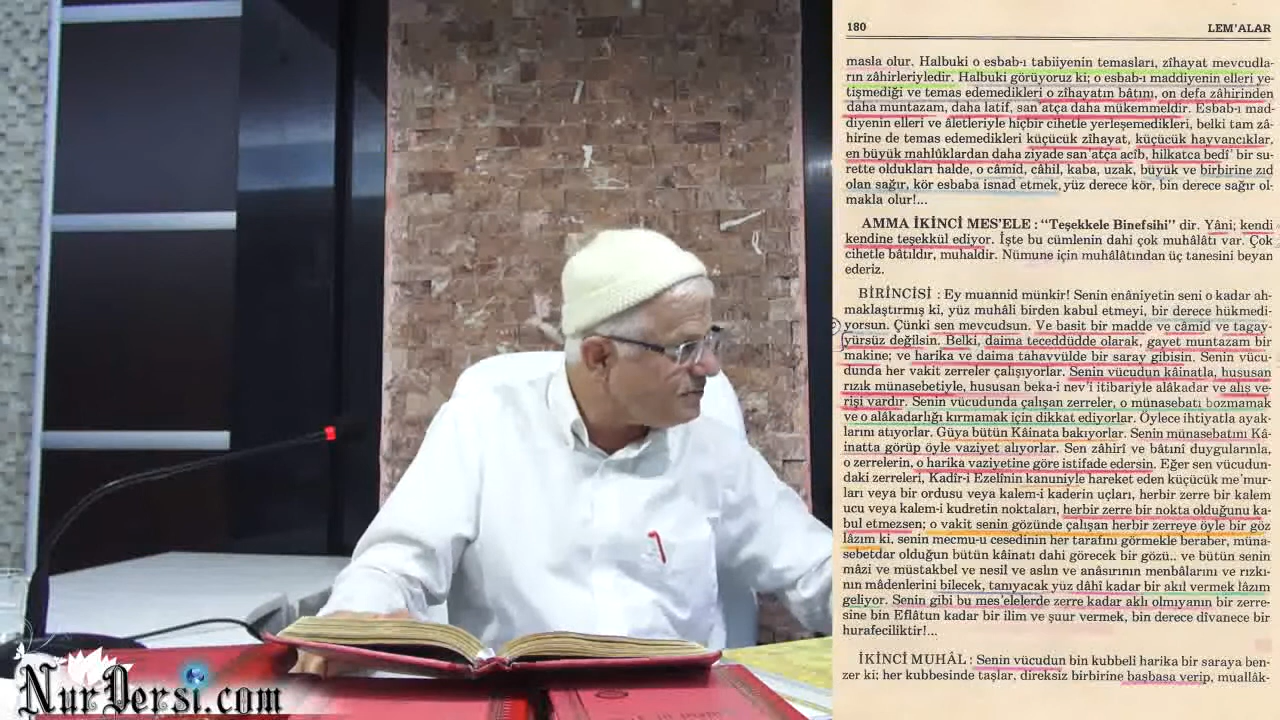 180
LEM'ALAR
masla olur. Halbuki o esbab-ı tabiiyenin temasları, zîhayat mevcudla-
rın zâhirleriyledir. Halbuki görüyoruz ki; o esbab-ı maddiyenin elleri ye-
tişmediği ve temas edemedikleri o zîhayatın bâtını, on defa zâhirinden
daha muntazam, daha latif, san'atça daha mükemmeldir. Esbab-ı mad-
diyenin elleri ve âletleriyle hiçbir cihetle yerleşemedikleri, belki tam zâ-
hirine de temas edemedikleri küçücük zîhayat, küçücük hayvanctıklar,
en büyük mahlûklardan daha ziyade san'atça acîb, hilkatca bedi' bir su-
rette oldukları halde, o câmid, câhil, kaba, uzak, büyük ve birbirine zıd
olan sağır, kör esbaba isnad etmek, yüz derece kör, bin derece sağır ol-
makla olur!...
AMMA İKİNCİ MES'ELE : "Teşekkele Binefsihi" dir. Yâni; kendi
kendine teşekkül ediyor. İşte bu cümlenin dahi çok muhâlâtı var. Çok
cihetle bâtıldır, muhaldir. Nümune için muhâlâtından üç tanesini beyan
ederiz.
BİRİNCİSİ : Ey muannid münkir! Senin enâniyetin seni o kadar ah-
maklaştırmış ki, yüz muhâli birden kabul etmeyi, bir derece hükmedi-
yorsun. Çünki sen mevcudsun. Ve basit bir madde ve câmid ve tagay-
yürsüz değilsin. Belki, daima teceddüdde olarak, gayet muntazam bir
makine; ve harika ve daima tahavvülde bir saray gibisin. Senin vücu-
dunda her vakit zerreler çalışıyorlar. Senin vücudun kâinatla, hususan
rızık münasebetiyle, hususan beka-i nev'i itibariyle alâkadar ve alış ve-
rişi vardır. Senin vücudunda çalışan zerreler, o münasebatı bozmamak
ve o alâkadarlığı kırmamak için dikkat ediyorlar. Öylece ihtiyatla ayak-
larını atıyorlar. Güya bütün Kâinata bakıyorlar. Senin münasebatını Kâ-
inatta görüp öyle vaziyet alıyorlar. Sen zâhirî ve bâtınî duygularınla,
o zerrelerin, o harika vaziyetine göre istifade edersin. Eğer sen vücudun-
daki zerreleri, Kadîr-i Ezelînin kanuniyle hareket eden küçücük me'mur-
ları veya bir ordusu veya kalem-i kaderin uçları, herbir zerre bir kalem
ucu veya kalem-i kudretin noktaları, herbir zerre bir nokta olduğunu ka-
bul etmezsen; o vakit senin gözünde çalışan herbir zerreye öyle bir göz
lâzım ki, senin mecmu-u cesedinin her tarafını görmekle beraber, müna-
sebetdar olduğun bütün kâinatı dahi görecek bir gözü.. ve bütün senin
mâzi ve müstakbel ve nesil ve aslın ve anâsırının menbâlarını ve rızkı-
nın mâdenlerini bilecek, tanıyacak yüz dâhî kadar bir akıl vermek lâzım
geliyor. Senin gibi bu mes'elelerde zerre kadar aklı olmıyanın bir zerre-
sine bin Eflâtun kadar bir ilim ve şuur vermek, bin derece divanece bir
hurafeciliktir!...
İKİNCİ MUHÂL : Senin vücudun bin kubbeli harika bir saraya ben-
zer ki; her kubbesinde taşlar, direksiz birbirine başbaşa verip, muallâk-
NurDersi.com